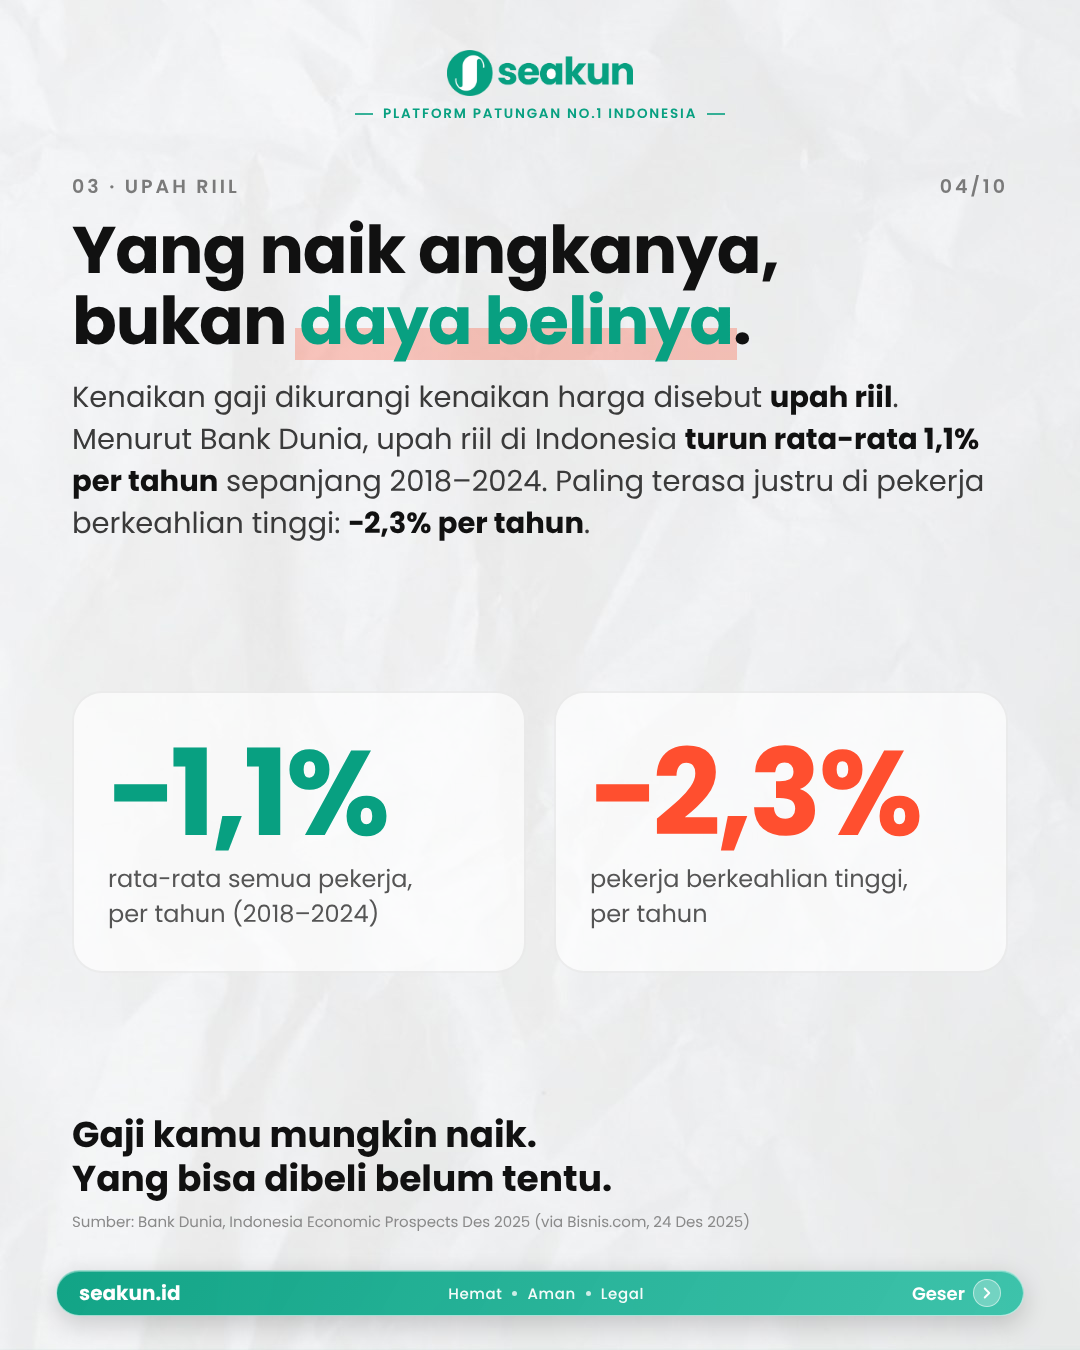 seakun
PLATFORM PATUNGAN NO.1 INDONESIA
03 · UPAH RIIL
04/10
Yang naik angkanya,
bukan daya belinya.
Kenaikan gaji dikurangi kenaikan harga disebut upah riil.
Menurut Bank Dunia, upah riil di Indonesia turun rata-rata 1,1%
per tahun sepanjang 2018–2024. Paling terasa justru di pekerja
berkeahlian tinggi: -2,3% per tahun.
-1,1%
rata-rata semua pekerja,
per tahun (2018–2024)
-2,3%
pekerja berkeahlian tinggi,
per tahun
Gaji kamu mungkin naik.
Yang bisa dibeli belum tentu.
Sumber: Bank Dunia, Indonesia Economic Prospects Des 2025 (via Bisnis.com, 24 Des 2025)
seakun.id
Hemat • Aman • Legal
Geser